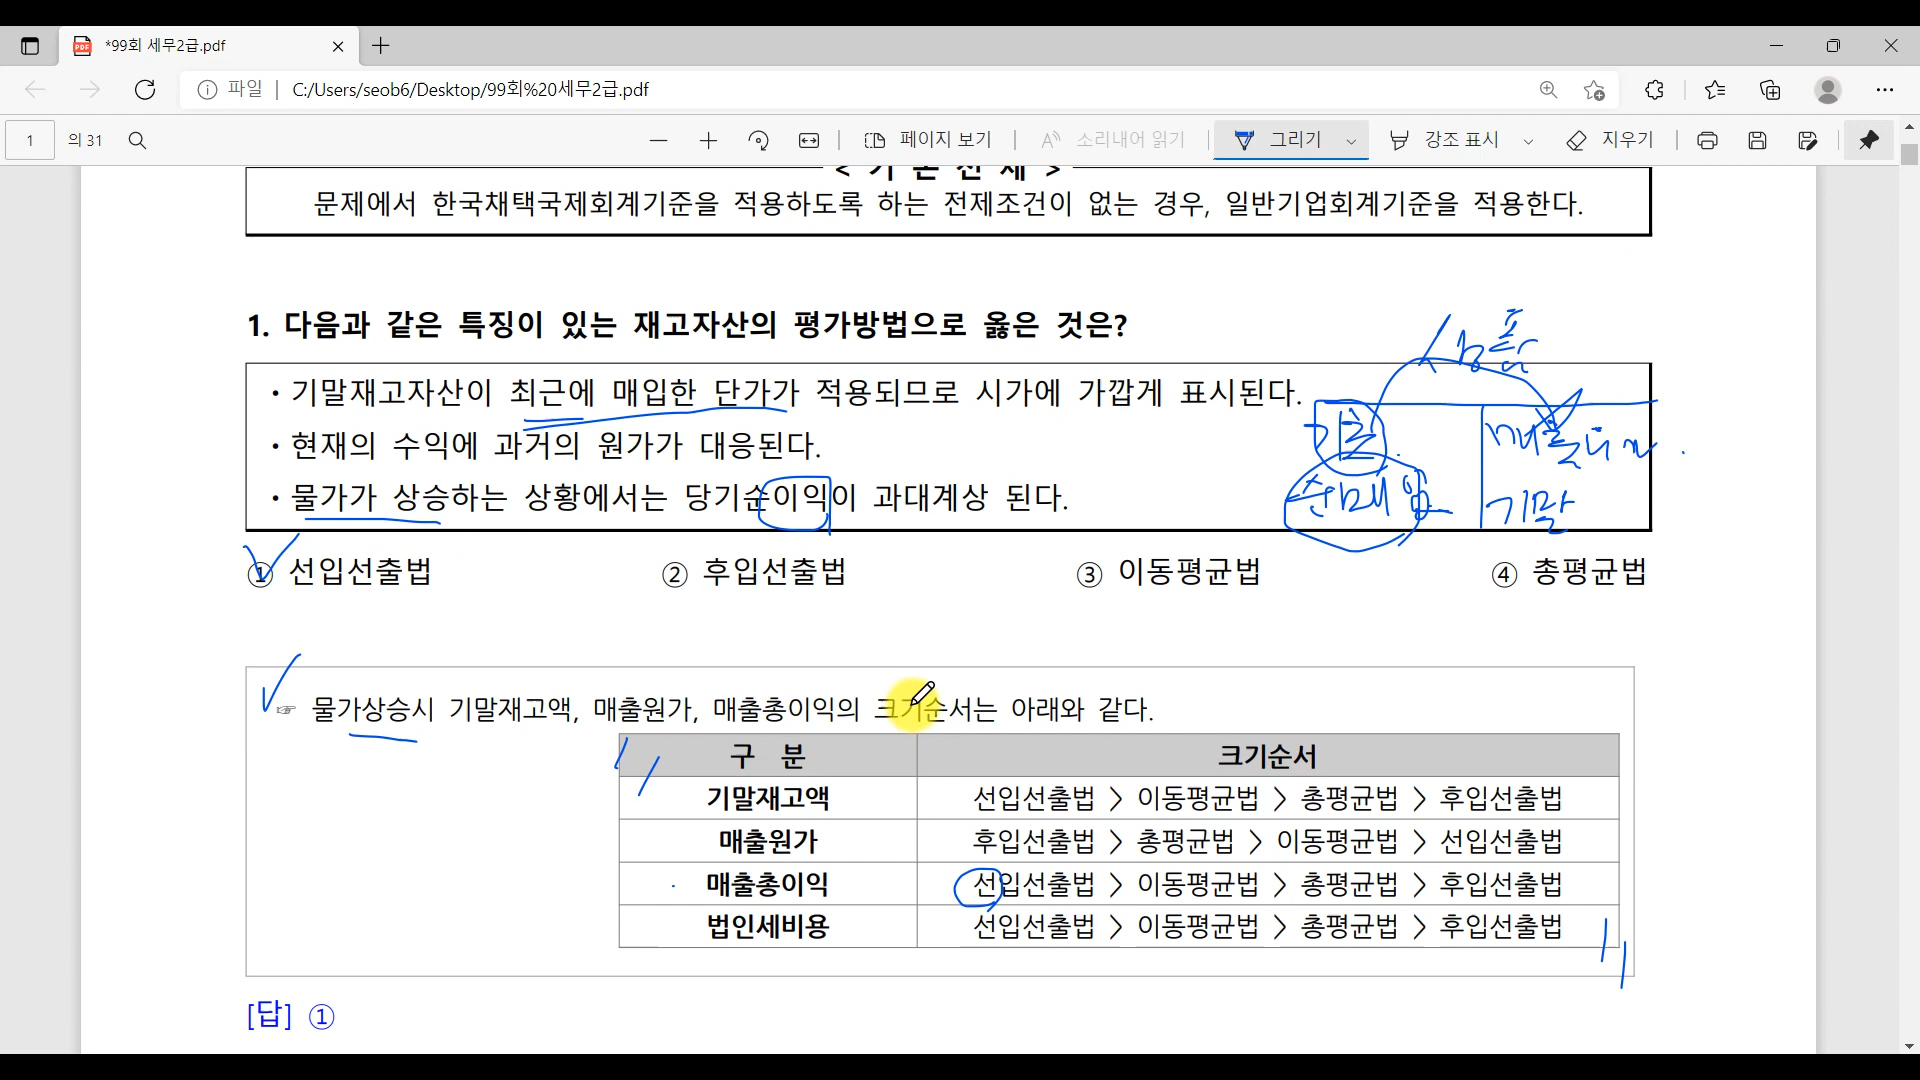 *99회 세무2급.pdf
파일 | C:/Users/seob6/Desktop/99회%20세무2급.pdf
1 의 31 페이지 보기 소리내어 읽기 그리기 강조 표시 지우기
< 기 본 전 제 >
문제에서 한국채택국제회계기준을 적용하도록 하는 전제조건이 없는 경우, 일반기업회계기준을 적용한다.
1. 다음과 같은 특징이 있는 재고자산의 평가방법으로 옳은 것은?
상품
· 기말재고자산이 최근에 매입한 단가가 적용되므로 시가에 가깝게 표시된다.
· 현재의 수익에 과거의 원가가 대응된다.
기초 매출원가
· 물가가 상승하는 상황에서는 당기순이익이 과대계상 된다.
순매입 기말
① 선입선출법 ② 후입선출법 ③ 이동평균법 ④ 총평균법
☞ 물가상승시 기말재고액, 매출원가, 매출총이익의 크기순서는 아래와 같다.
구 분 크기순서
기말재고액 선입선출법 > 이동평균법 > 총평균법 > 후입선출법
매출원가 후입선출법 > 총평균법 > 이동평균법 > 선입선출법
매출총이익 선입선출법 > 이동평균법 > 총평균법 > 후입선출법
법인세비용 선입선출법 > 이동평균법 > 총평균법 > 후입선출법
[답] ①